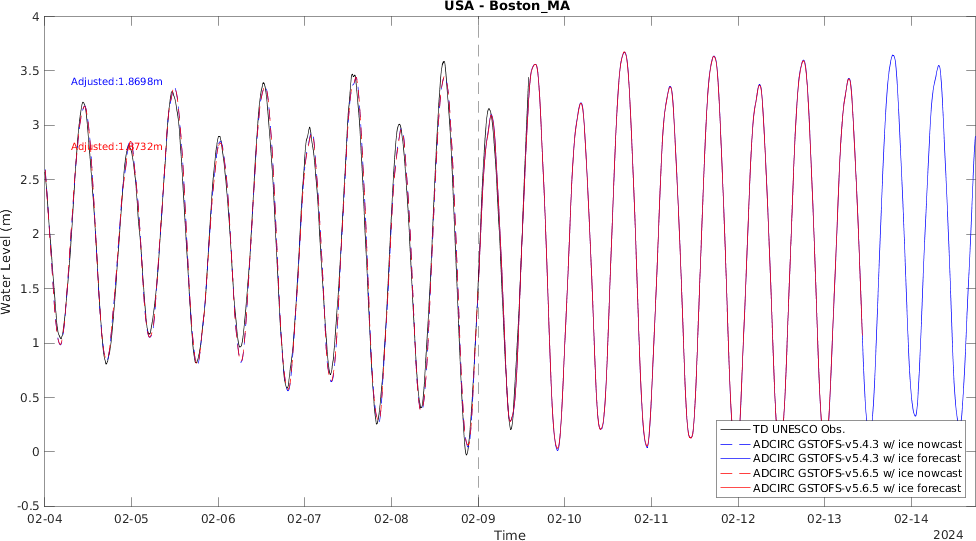 USA - Boston_MA
4
3.5
3
2.5
2
1.5
1
0.5
0
-0.5
Water Level (m)
Adjusted:1.8698m
TD UNESCO Obs.
ADCIRC GSTOFS-v5.4.3 w/ ice nowcast
ADCIRC GSTOFS-v5.4.3 w/ ice forecast
ADCIRC GSTOFS-v5.6.5 w/ ice nowcast
ADCIRC GSTOFS-v5.6.5 w/ ice forecast
02-04 02-05 02-06 02-07 02-08 02-09 02-10 02-11 02-12 02-13 02-14
Time
2024